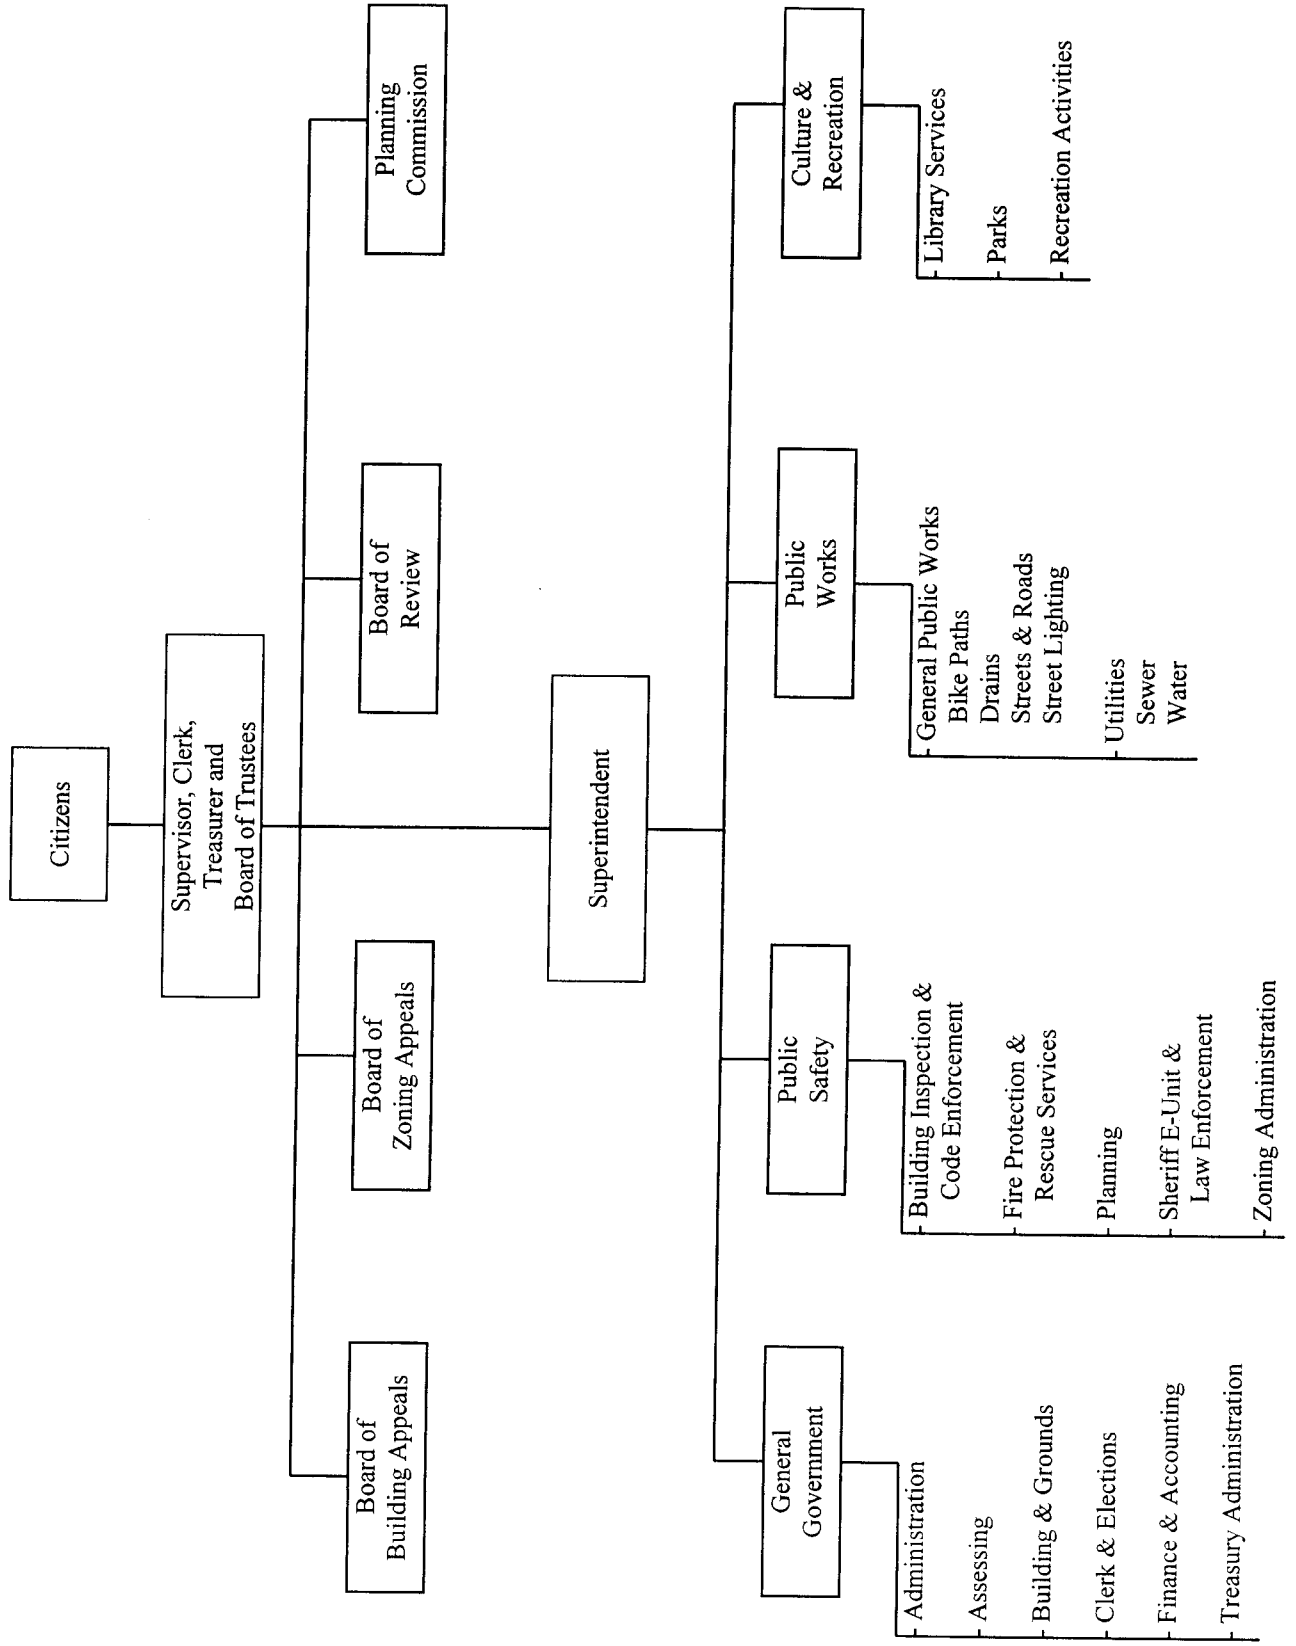 Citizens
Supervisor, Clerk,
Treasurer and
Board of Trustees
Board of
Building Appeals
Board of
Zoning Appeals
Board of
Review
Planning
Commission
Superintendent
General
Government
Administration
Assessing
Building & Grounds
Clerk & Elections
Finance & Accounting
Treasury Administration
Public
Safety
Building Inspection &
Code Enforcement
Fire Protection &
Rescue Services
Planning
Sheriff E-Unit &
Law Enforcement
Zoning Administration
Public
Works
General Public Works
Bike Paths
Drains
Streets & Roads
Street Lighting
Utilities
Sewer
Water
Culture &
Recreation
Library Services
Parks
Recreation Activities